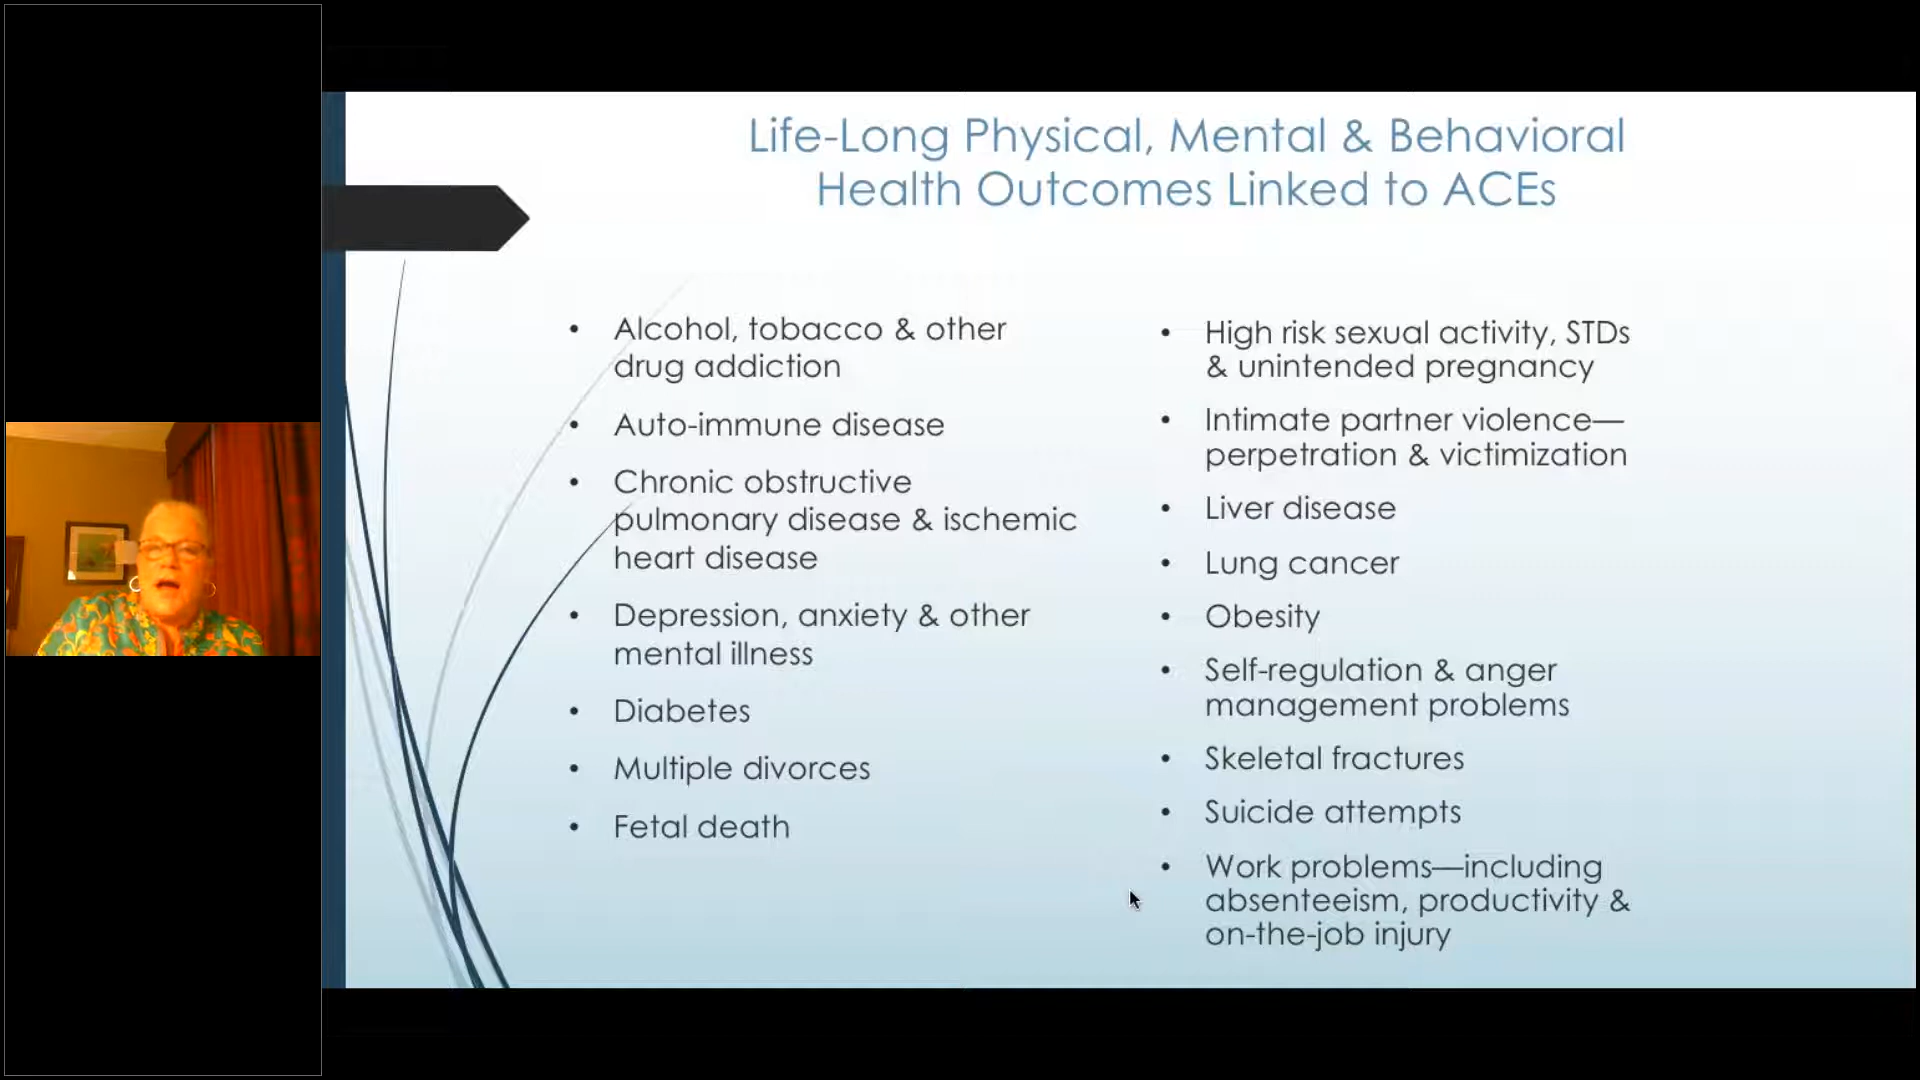 Life-Long Physical, Mental & Behavioral
Health Outcomes Linked to ACEs
• Alcohol, tobacco & other
drug addiction
• Auto-immune disease
• Chronic obstructive
pulmonary disease & ischemic
heart disease
• Depression, anxiety & other
mental illness
• Diabetes
• Multiple divorces
• Fetal death
• High risk sexual activity, STDs
& unintended pregnancy
• Intimate partner violence—
perpetration & victimization
• Liver disease
• Lung cancer
• Obesity
• Self-regulation & anger
management problems
• Skeletal fractures
• Suicide attempts
• Work problems—including
absenteeism, productivity &
on-the-job injury